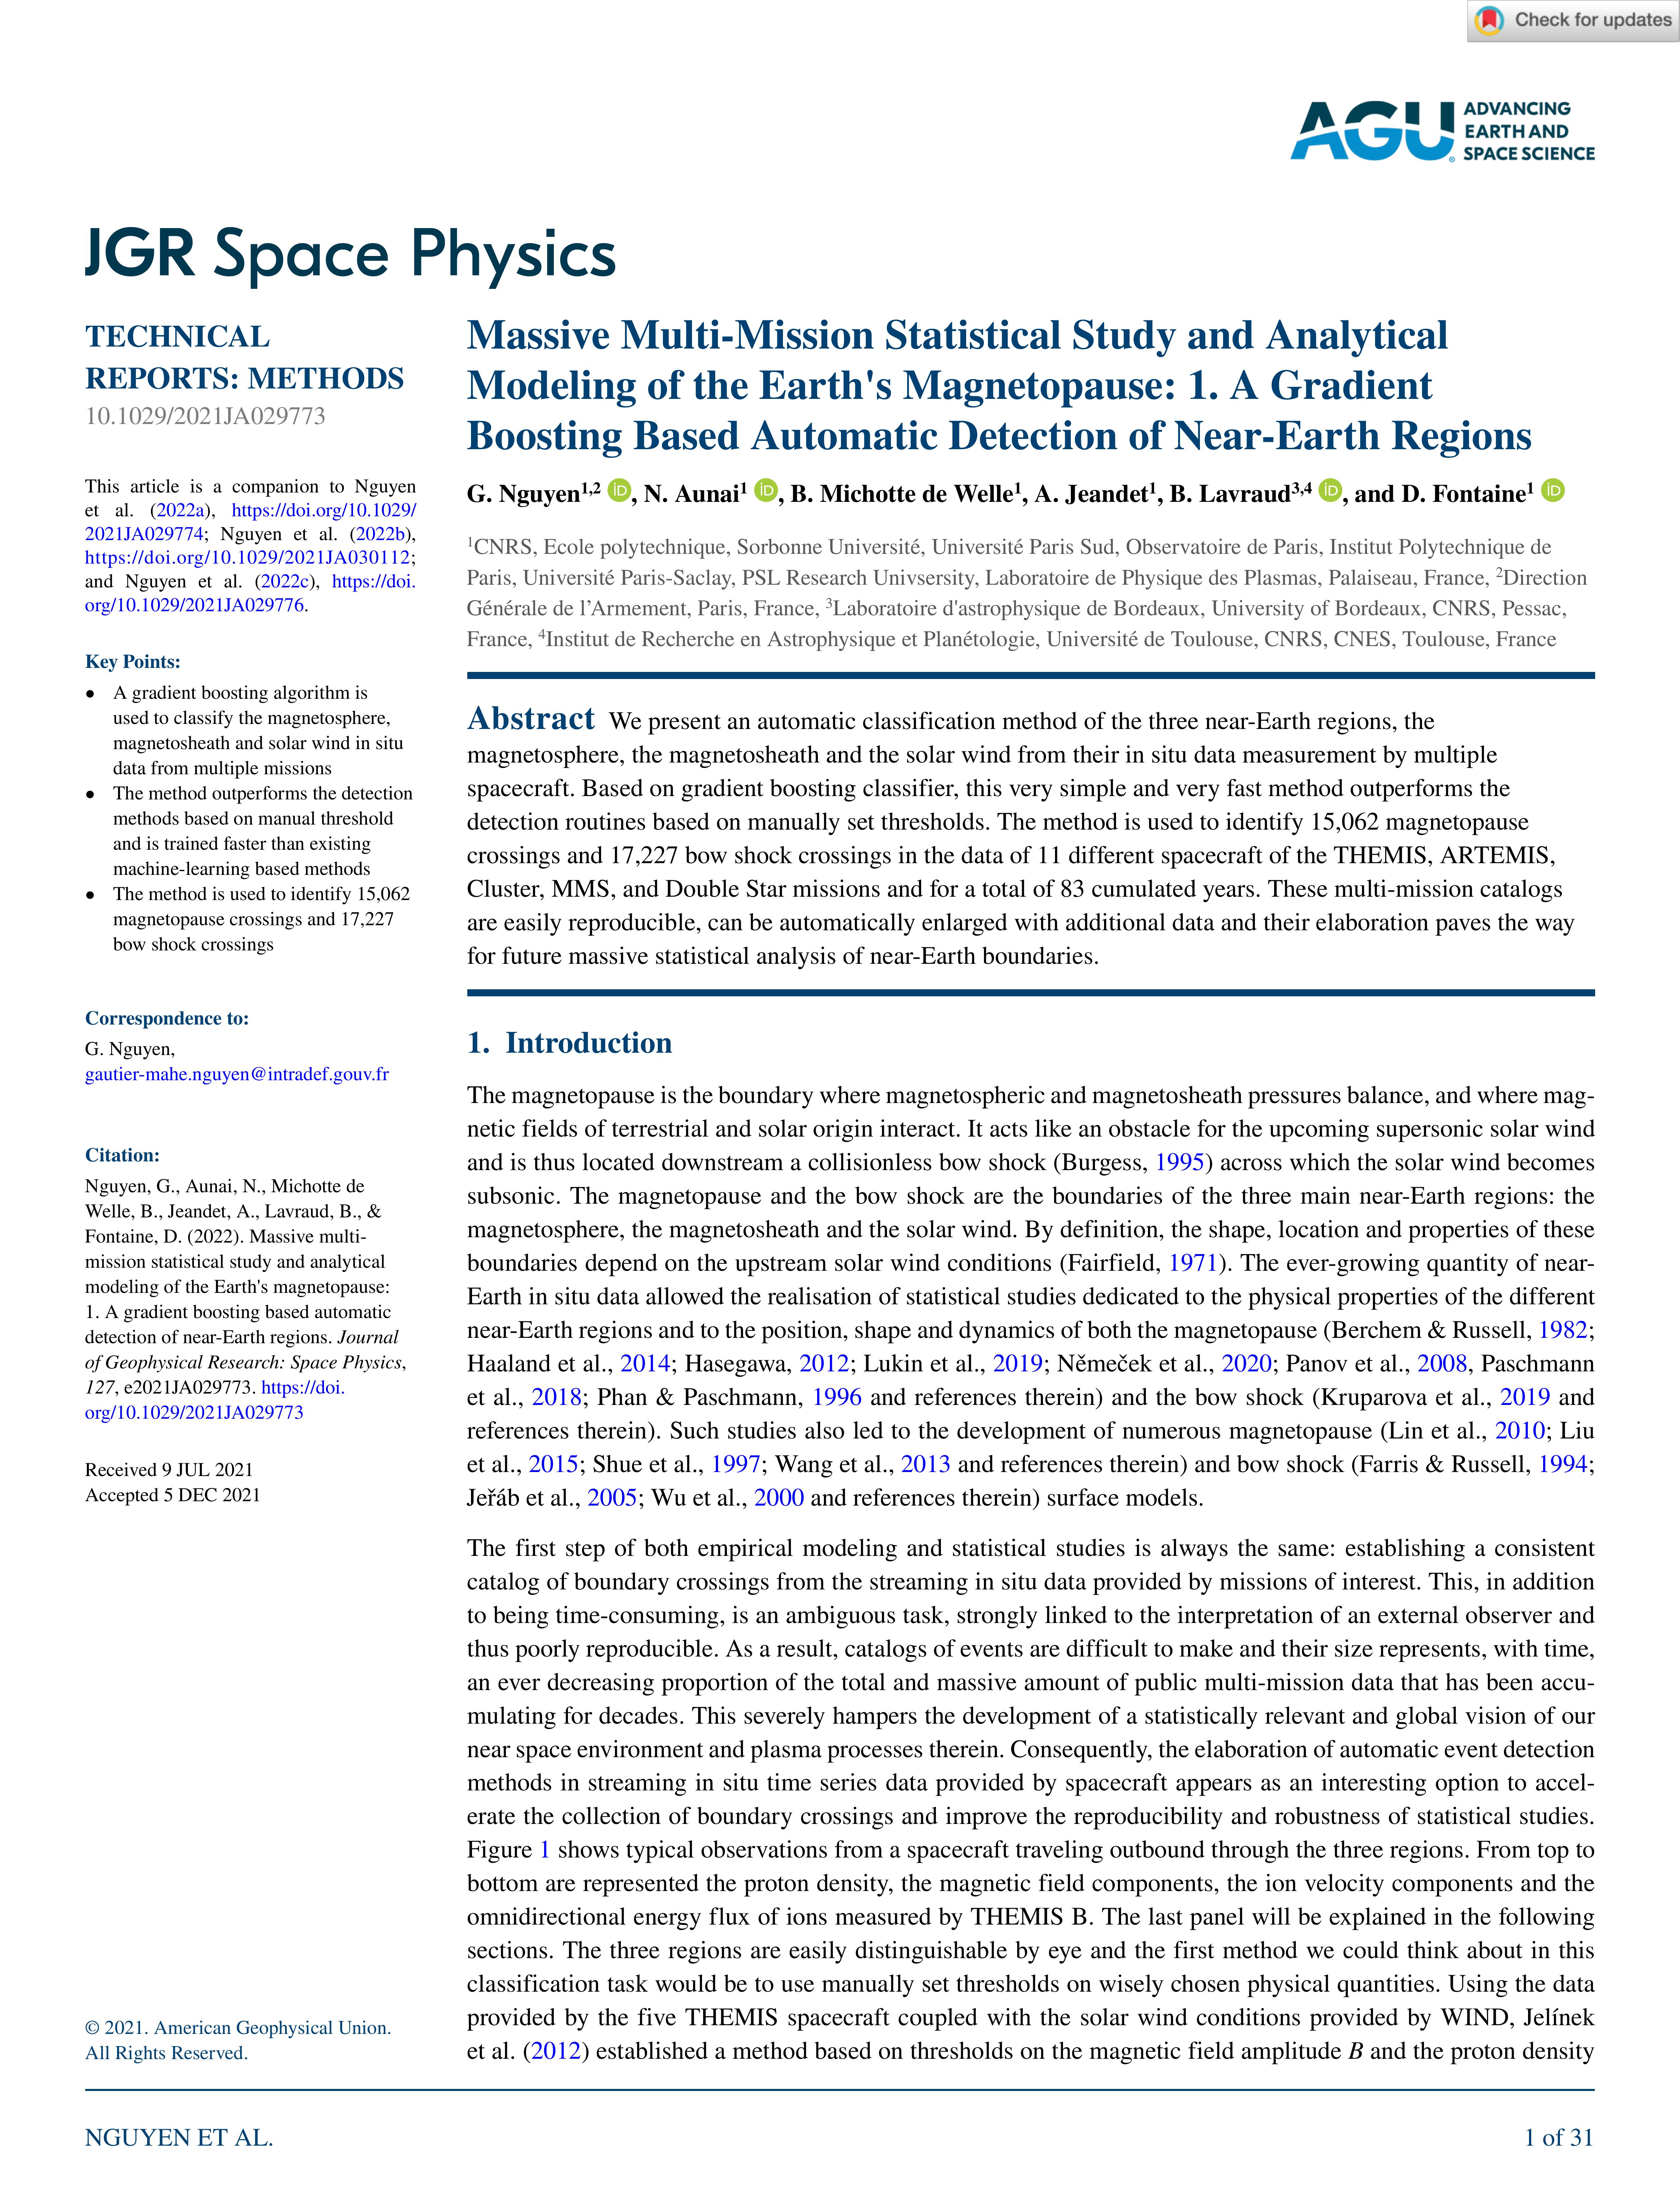 Check for updates
AGU ADVANCING
EARTH AND
SPACE SCIENCE
JGR Space Physics
TECHNICAL
REPORTS: METHODS
10.1029/2021JA029773
This article is a companion to Nguyen
et al. (2022a), https://doi.org/10.1029/
2021JA029774; Nguyen et al. (2022b),
https://doi.org/10.1029/2021JA030112;
and Nguyen et al. (2022c), https://doi.
org/10.1029/2021JA029776.
Key Points:
• A gradient boosting algorithm is
used to classify the magnetosphere,
magnetosheath and solar wind in situ
data from multiple missions
• The method outperforms the detection
methods based on manual threshold
and is trained faster than existing
machine-learning based methods
• The method is used to identify 15,062
magnetopause crossings and 17,227
bow shock crossings
Correspondence to:
G. Nguyen,
gautier-mahe.nguyen@intradef.gouv.fr
Citation:
Nguyen, G., Aunai, N., Michotte de
Welle, B., Jeandet, A., Lavraud, B., &
Fontaine, D. (2022). Massive multi-
mission statistical study and analytical
modeling of the Earth's magnetopause:
1. A gradient boosting based automatic
detection of near-Earth regions. Journal
of Geophysical Research: Space Physics,
127, e2021JA029773. https://doi.
org/10.1029/2021JA029773
Received 9 JUL 2021
Accepted 5 DEC 2021
© 2021. American Geophysical Union.
All Rights Reserved.
Massive Multi-Mission Statistical Study and Analytical
Modeling of the Earth's Magnetopause: 1. A Gradient
Boosting Based Automatic Detection of Near-Earth Regions
G. Nguyen1,2 iD, N. Aunai1 iD, B. Michotte de Welle1, A. Jeandet1, B. Lavraud3,4 iD, and D. Fontaine1 iD
1CNRS, Ecole polytechnique, Sorbonne Université, Université Paris Sud, Observatoire de Paris, Institut Polytechnique de
Paris, Université Paris-Saclay, PSL Research Univsersity, Laboratoire de Physique des Plasmas, Palaiseau, France, 2Direction
Générale de l'Armement, Paris, France, 3Laboratoire d'astrophysique de Bordeaux, University of Bordeaux, CNRS, Pessac,
France, 4Institut de Recherche en Astrophysique et Planétologie, Université de Toulouse, CNRS, CNES, Toulouse, France
Abstract We present an automatic classification method of the three near-Earth regions, the
magnetosphere, the magnetosheath and the solar wind from their in situ data measurement by multiple
spacecraft. Based on gradient boosting classifier, this very simple and very fast method outperforms the
detection routines based on manually set thresholds. The method is used to identify 15,062 magnetopause
crossings and 17,227 bow shock crossings in the data of 11 different spacecraft of the THEMIS, ARTEMIS,
Cluster, MMS, and Double Star missions and for a total of 83 cumulated years. These multi-mission catalogs
are easily reproducible, can be automatically enlarged with additional data and their elaboration paves the way
for future massive statistical analysis of near-Earth boundaries.
1. Introduction
The magnetopause is the boundary where magnetospheric and magnetosheath pressures balance, and where mag-
netic fields of terrestrial and solar origin interact. It acts like an obstacle for the upcoming supersonic solar wind
and is thus located downstream a collisionless bow shock (Burgess, 1995) across which the solar wind becomes
subsonic. The magnetopause and the bow shock are the boundaries of the three main near-Earth regions: the
magnetosphere, the magnetosheath and the solar wind. By definition, the shape, location and properties of these
boundaries depend on the upstream solar wind conditions (Fairfield, 1971). The ever-growing quantity of near-
Earth in situ data allowed the realisation of statistical studies dedicated to the physical properties of the different
near-Earth regions and to the position, shape and dynamics of both the magnetopause (Berchem & Russell, 1982;
Haaland et al., 2014; Hasegawa, 2012; Lukin et al., 2019; Němeček et al., 2020; Panov et al., 2008, Paschmann
et al., 2018; Phan & Paschmann, 1996 and references therein) and the bow shock (Kruparova et al., 2019 and
references therein). Such studies also led to the development of numerous magnetopause (Lin et al., 2010; Liu
et al., 2015; Shue et al., 1997; Wang et al., 2013 and references therein) and bow shock (Farris & Russell, 1994;
Jeřáb et al., 2005; Wu et al., 2000 and references therein) surface models.
The first step of both empirical modeling and statistical studies is always the same: establishing a consistent
catalog of boundary crossings from the streaming in situ data provided by missions of interest. This, in addition
to being time-consuming, is an ambiguous task, strongly linked to the interpretation of an external observer and
thus poorly reproducible. As a result, catalogs of events are difficult to make and their size represents, with time,
an ever decreasing proportion of the total and massive amount of public multi-mission data that has been accu-
mulating for decades. This severely hampers the development of a statistically relevant and global vision of our
near space environment and plasma processes therein. Consequently, the elaboration of automatic event detection
methods in streaming in situ time series data provided by spacecraft appears as an interesting option to accel-
erate the collection of boundary crossings and improve the reproducibility and robustness of statistical studies.
Figure 1 shows typical observations from a spacecraft traveling outbound through the three regions. From top to
bottom are represented the proton density, the magnetic field components, the ion velocity components and the
omnidirectional energy flux of ions measured by THEMIS B. The last panel will be explained in the following
sections. The three regions are easily distinguishable by eye and the first method we could think about in this
classification task would be to use manually set thresholds on wisely chosen physical quantities. Using the data
provided by the five THEMIS spacecraft coupled with the solar wind conditions provided by WIND, Jelínek
et al. (2012) established a method based on thresholds on the magnetic field amplitude B and the proton density
NGUYEN ET AL.
1 of 31